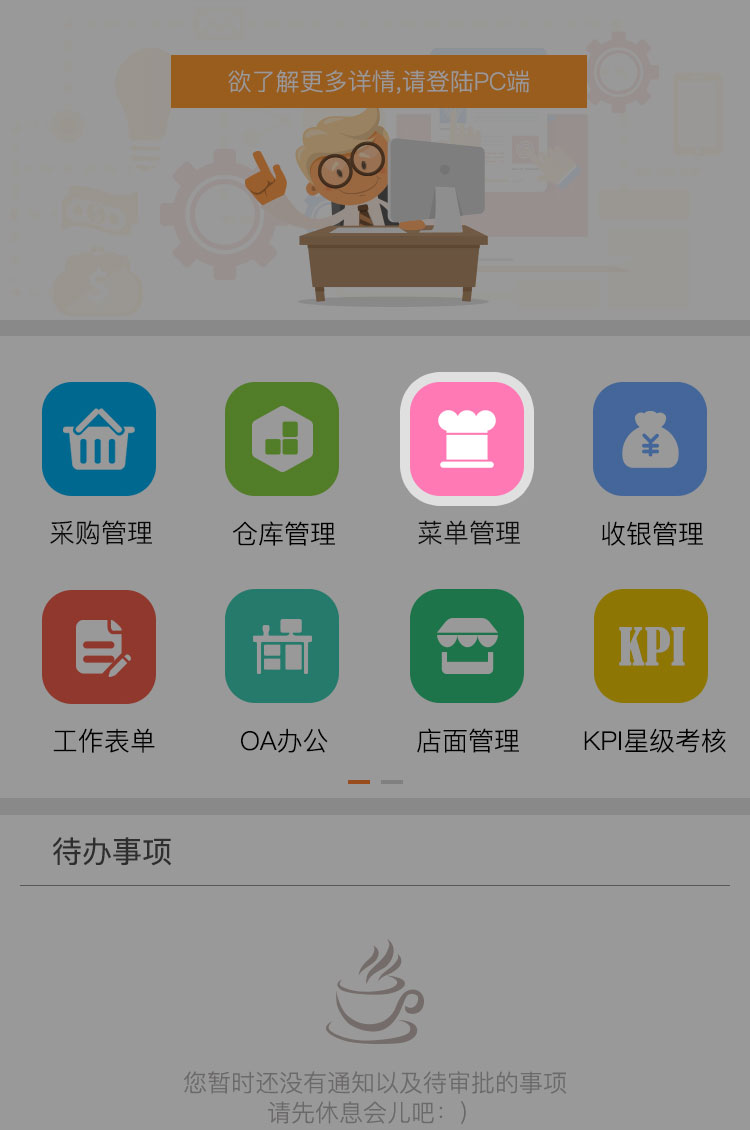 欲了解更多详情,请登陆PC端
采购管理 仓库管理 菜单管理 收银管理
KPI
工作表单 OA办公 店面管理 KPI星级考核
待办事项
您暂时还没有通知以及待审批的事项
请先休息会儿吧:)